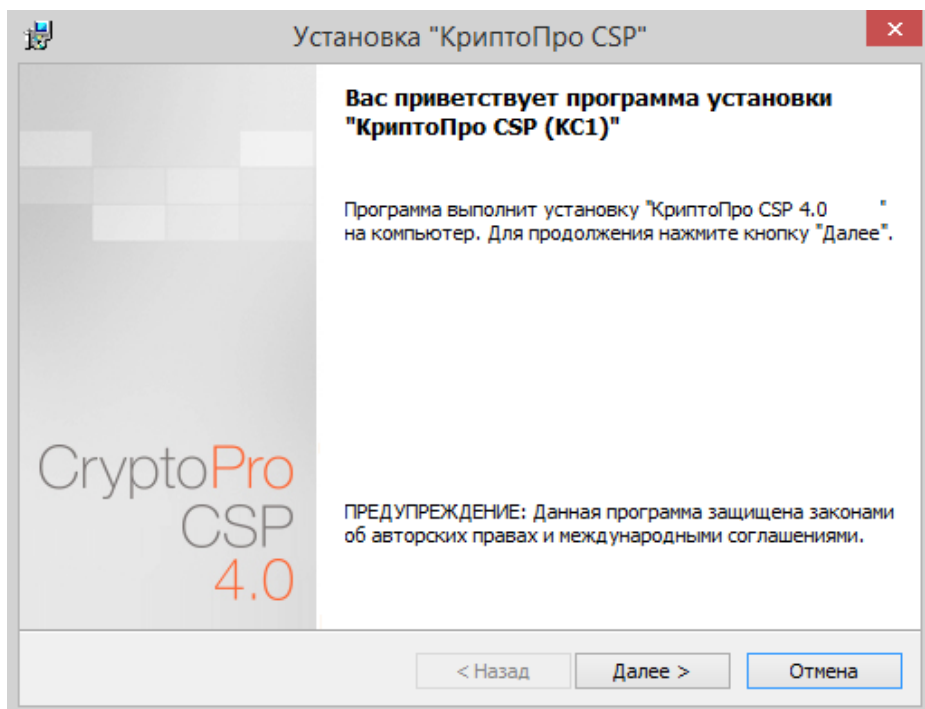 Установка "КриптоПро CSP"
Вас приветствует программа установки
"КриптоПро CSP (KC1)"
Программа выполнит установку "КриптоПро CSP 4.0 "
на компьютер. Для продолжения нажмите кнопку "Далее".
CryptoPro
CSP
4.0
ПРЕДУПРЕЖДЕНИЕ: Данная программа защищена законами
об авторских правах и международными соглашениями.
< Назад Далее > Отмена